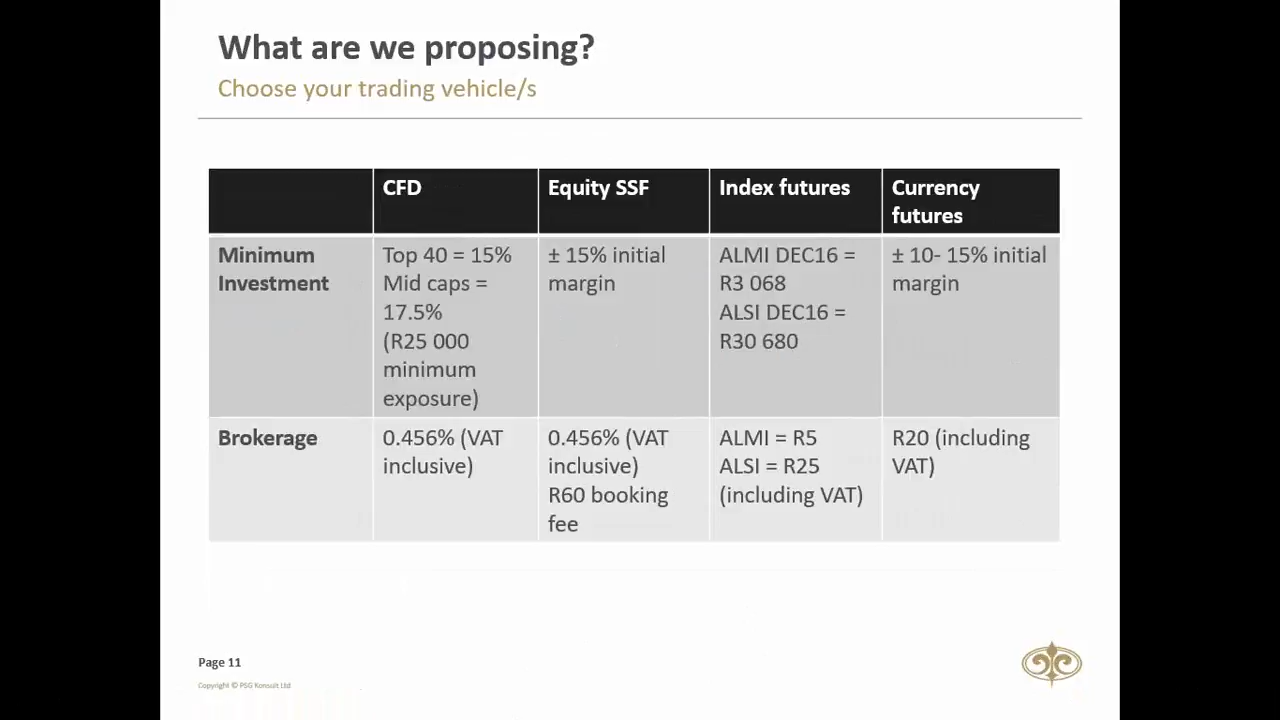 What are we proposing?
Choose your trading vehicle/s
CFD
Equity SSF
Index futures
Currency
futures
Minimum
Investment
Top 40 = 15%
Mid caps =
17.5%
(R25 000
minimum
exposure)
± 15% initial
margin
ALMI DEC16 =
R3 068
ALSI DEC16 =
R30 680
± 10- 15% initial
margin
Brokerage
0.456% (VAT
inclusive)
0.456% (VAT
inclusive)
R60 booking
fee
ALMI = R5
ALSI = R25
(including VAT)
R20 (including
VAT)
Page 11
Copyright © PSG Konsult Ltd